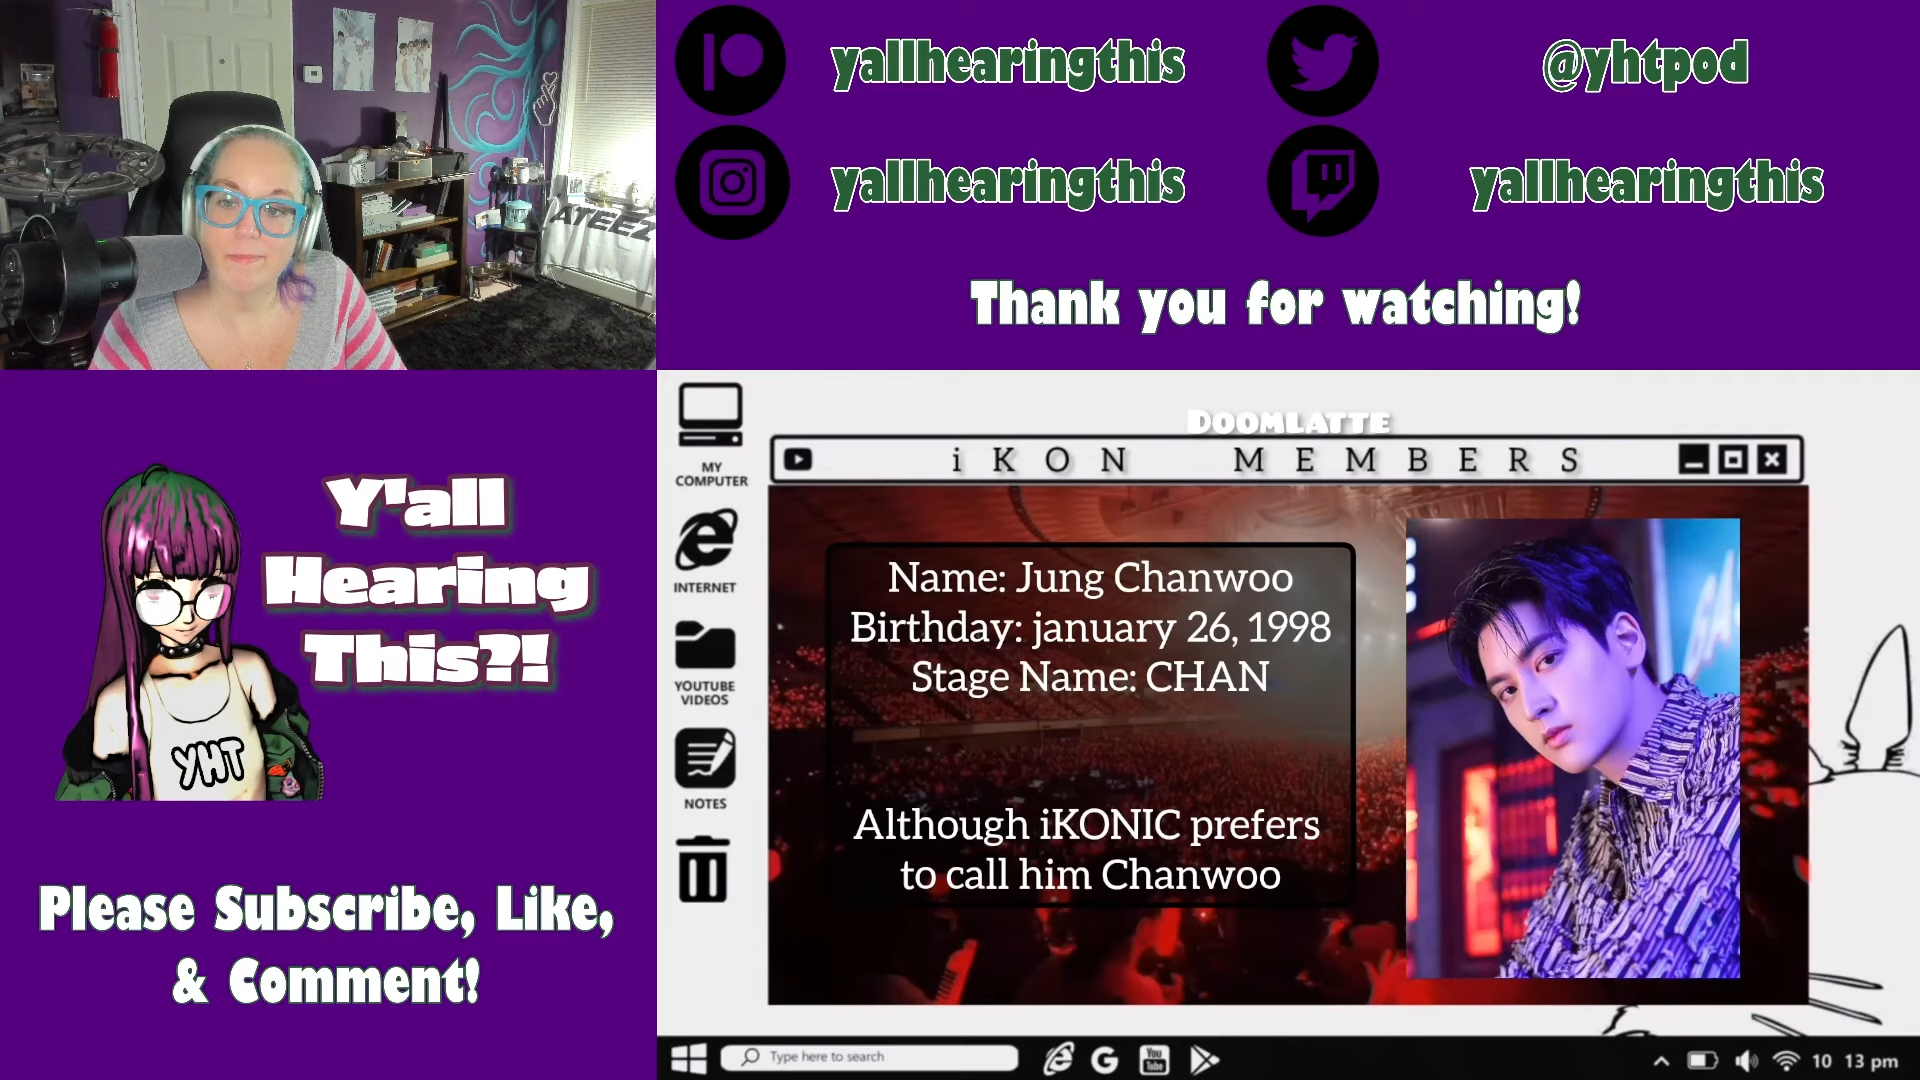 yallhearingthis
@yhtpod
yallhearingthis
yallhearingthis
Thank you for watching!
ATEEZ
Y'all
Hearing
This?!
YHT
Please Subscribe, Like,
& Comment!
DOOMLATTE
iKON MEMBERS
MY
COMPUTER
INTERNET
YOUTUBE
VIDEOS
NOTES
Name: Jung Chanwoo
Birthday: january 26, 1998
Stage Name: CHAN
Although iKONIC prefers
to call him Chanwoo
Type here to search
You
Tube
10 13 pm